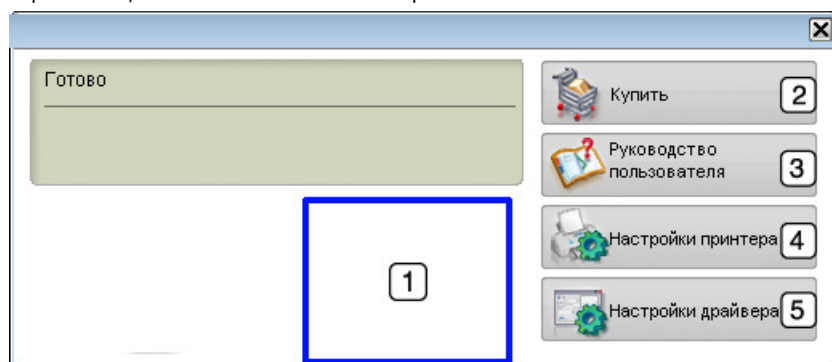 Готово
Купить
2
Руководство
пользователя
3
Настройки принтера
4
1
Настройки драйвера
5